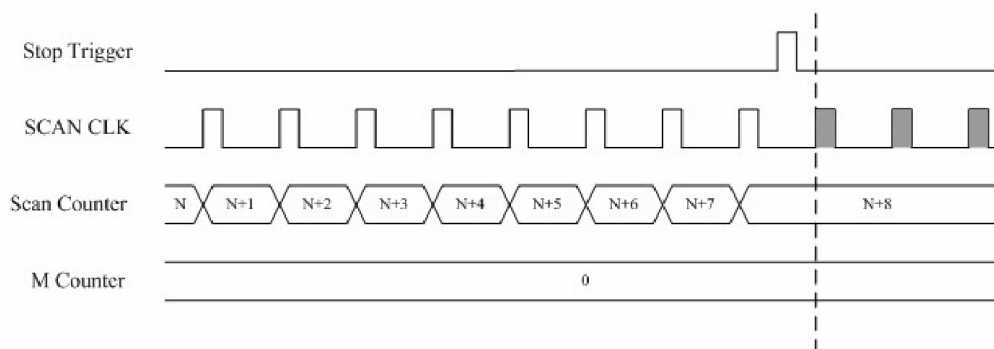 Stop Trigger
SCAN CLK
Scan Counter N N+1 N+2 N+3 N+4 N+5 N+6 N+7 N+8
M Counter 0